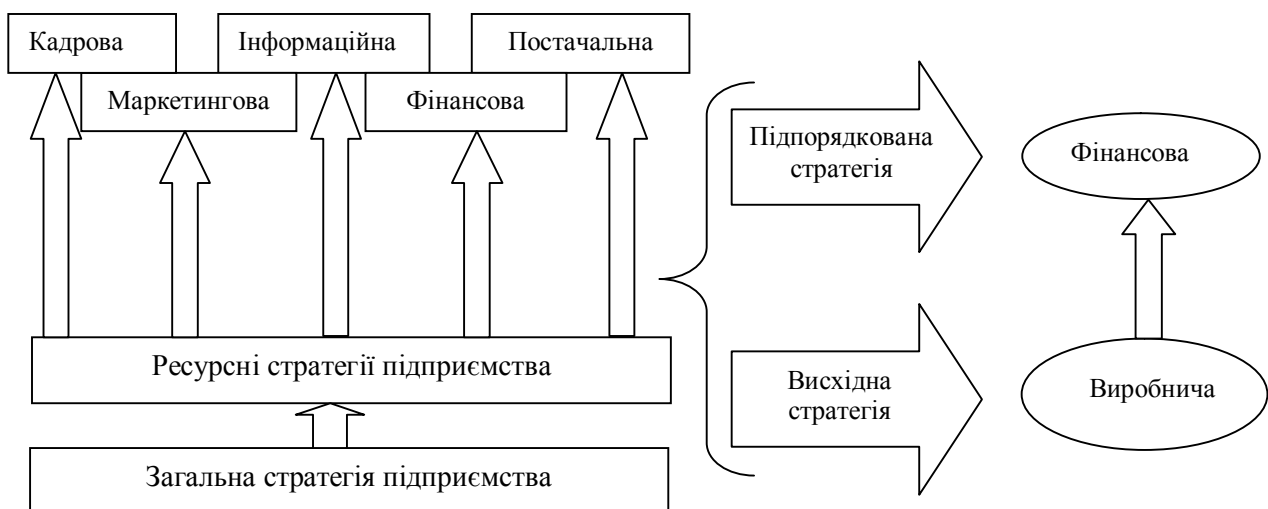 Кадрова
Інформаційна
Постачальна
Маркетингова
Фінансова
Підпорядкована
стратегія
Фінансова
Ресурсні стратегії підприємства
Висхідна
стратегія
Виробнича
Загальна стратегія підприємства